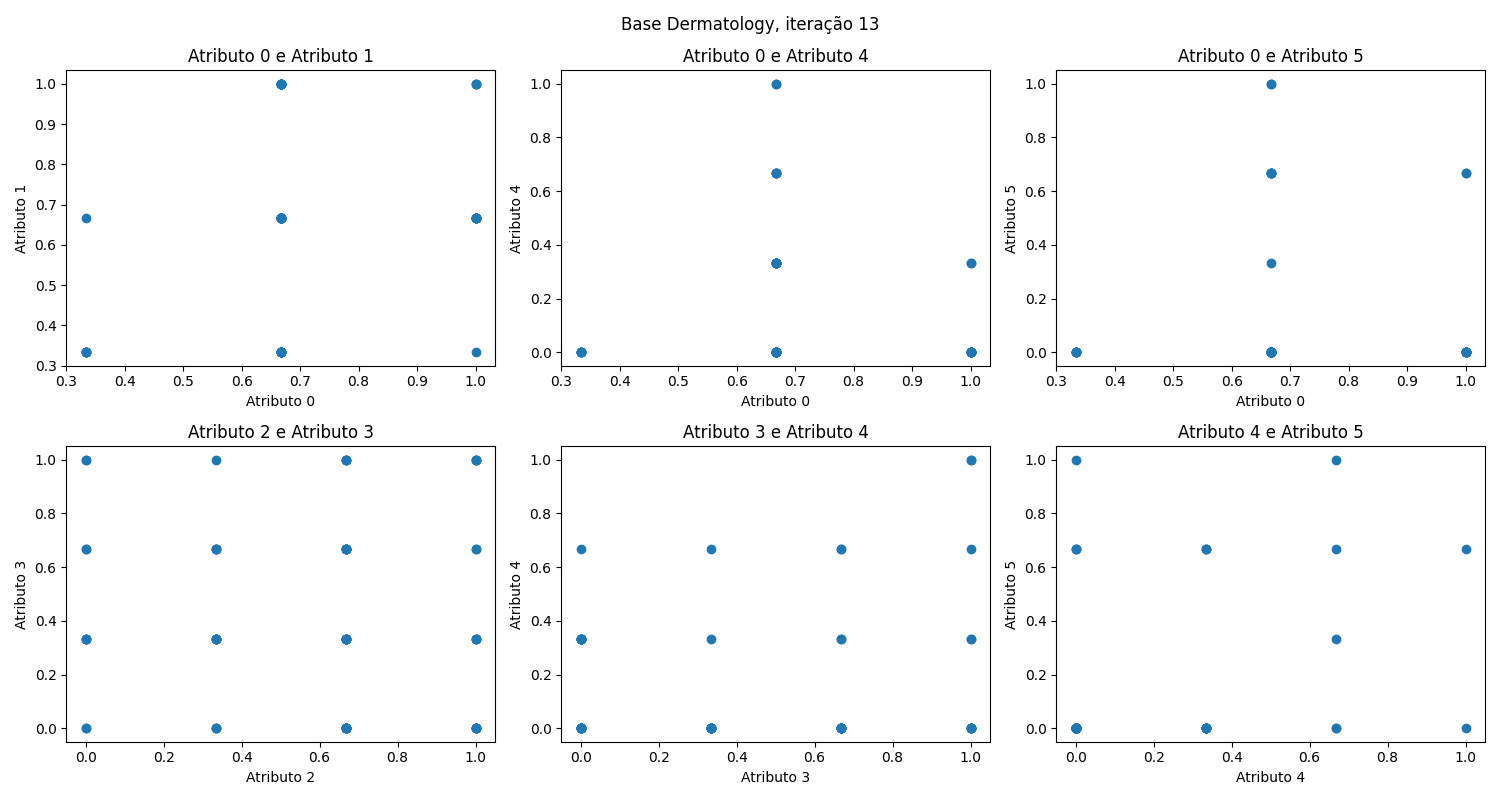 Base Dermatology, iteração 13
Atributo 0 e Atributo 1
Atributo 1
1.0
0.9
0.8
0.7
0.6
0.5
0.4
0.3
0.3 0.4 0.5 0.6 0.7 0.8 0.9 1.0
Atributo 0
Atributo 0 e Atributo 4
Atributo 4
1.0
0.8
0.6
0.4
0.2
0.0
0.3 0.4 0.5 0.6 0.7 0.8 0.9 1.0
Atributo 0
Atributo 0 e Atributo 5
Atributo 5
1.0
0.8
0.6
0.4
0.2
0.0
0.3 0.4 0.5 0.6 0.7 0.8 0.9 1.0
Atributo 0
Atributo 2 e Atributo 3
Atributo 3
1.0
0.8
0.6
0.4
0.2
0.0
0.0 0.2 0.4 0.6 0.8 1.0
Atributo 2
Atributo 3 e Atributo 4
Atributo 4
1.0
0.8
0.6
0.4
0.2
0.0
0.0 0.2 0.4 0.6 0.8 1.0
Atributo 3
Atributo 4 e Atributo 5
Atributo 5
1.0
0.8
0.6
0.4
0.2
0.0
0.0 0.2 0.4 0.6 0.8 1.0
Atributo 4